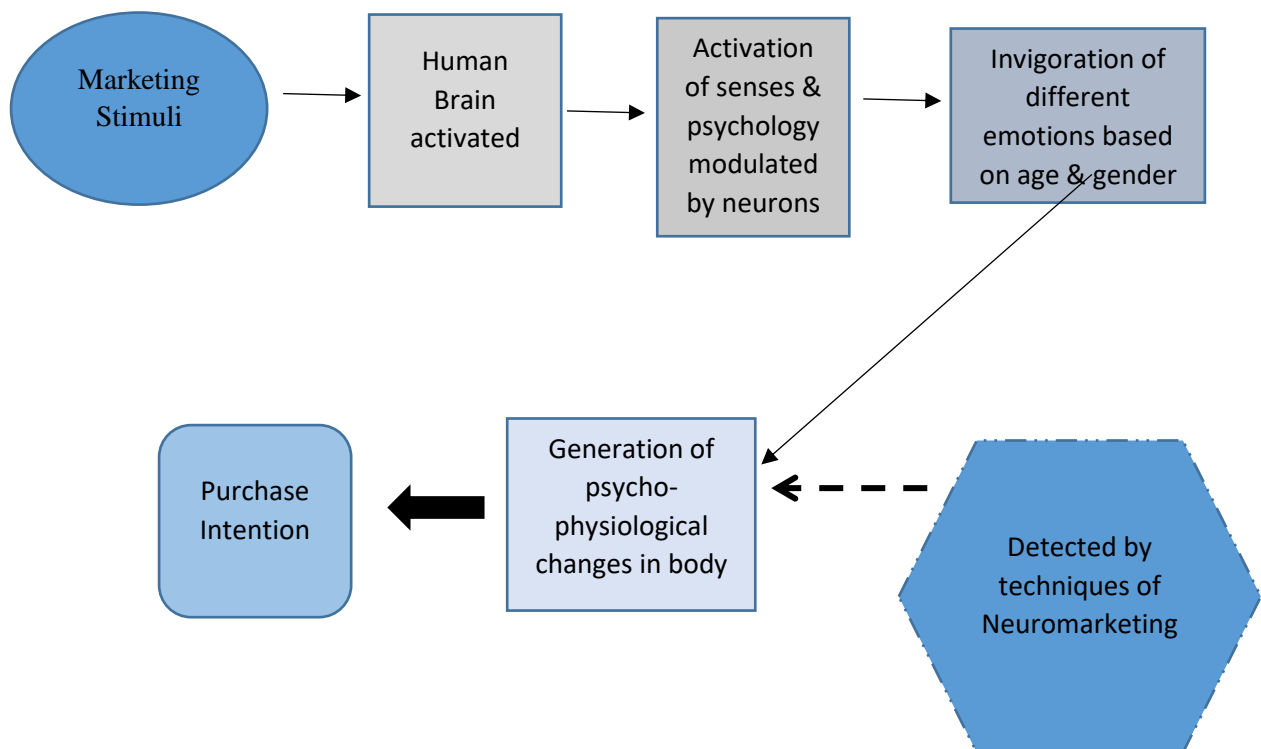 Marketing
Stimuli
Human
Brain
activated
Activation
of senses &
psychology
modulated
by neurons
Invigoration of
different
emotions based
on age & gender
Purchase
Intention
Generation of
psycho-
physiological
changes in body
Detected by
techniques of
Neuromarketing